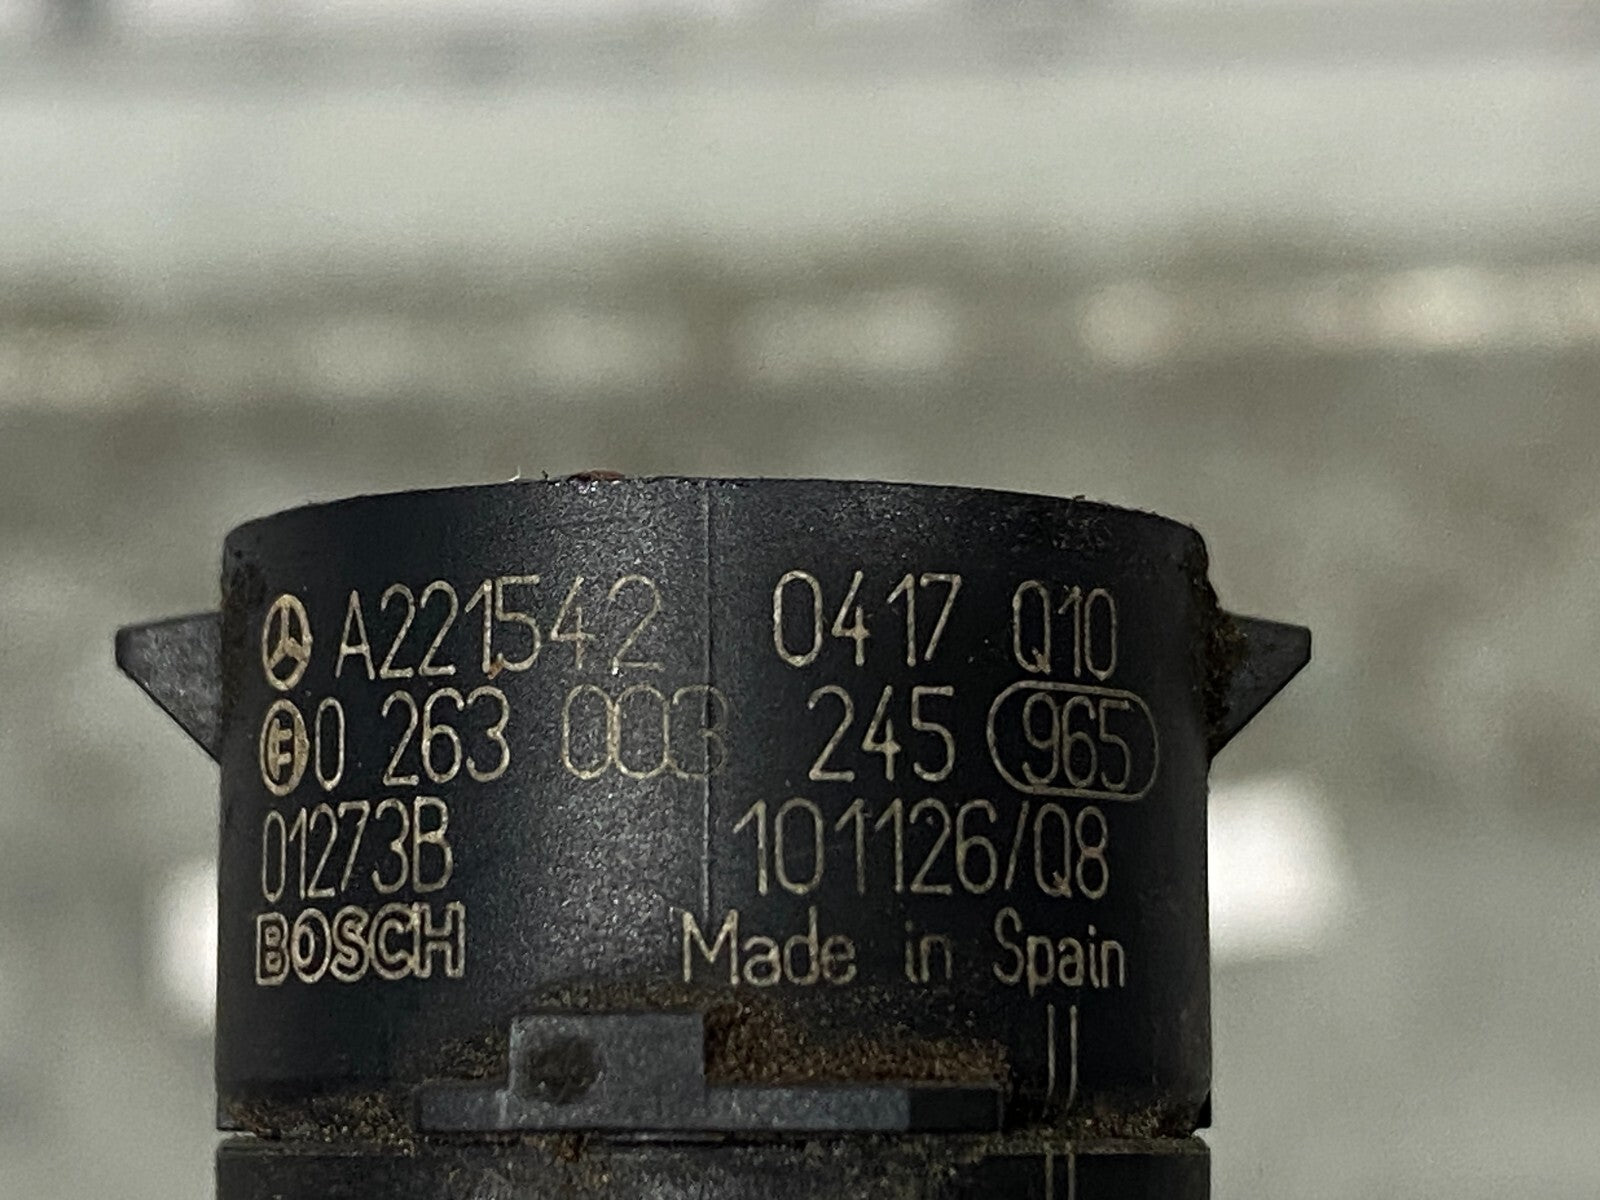 A221542 0417 Q10
0 263 003 245 965
01273B 101126/Q8
BOSCH Made in Spain